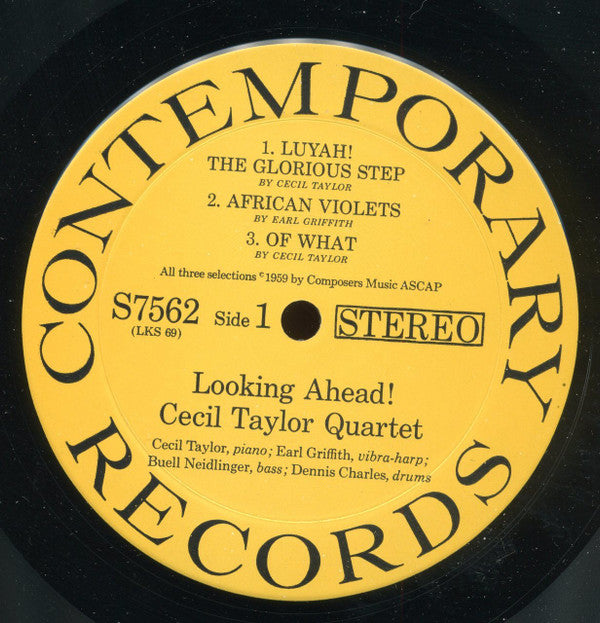 CONTEMPORARY
1. LUYAH!
THE GLORIOUS STEP
BY CECIL TAYLOR
2. AFRICAN VIOLETS
BY EARL GRIFFITH
3. OF WHAT
BY CECIL TAYLOR
All three selections ©1959 by Composers Music ASCAP
S7562 Side 1 STEREO
(LKS 69)
Looking Ahead!
Cecil Taylor Quartet
Cecil Taylor, piano; Earl Griffith, vibra-harp;
Buell Neidlinger, bass; Dennis Charles, drums
RECORDS